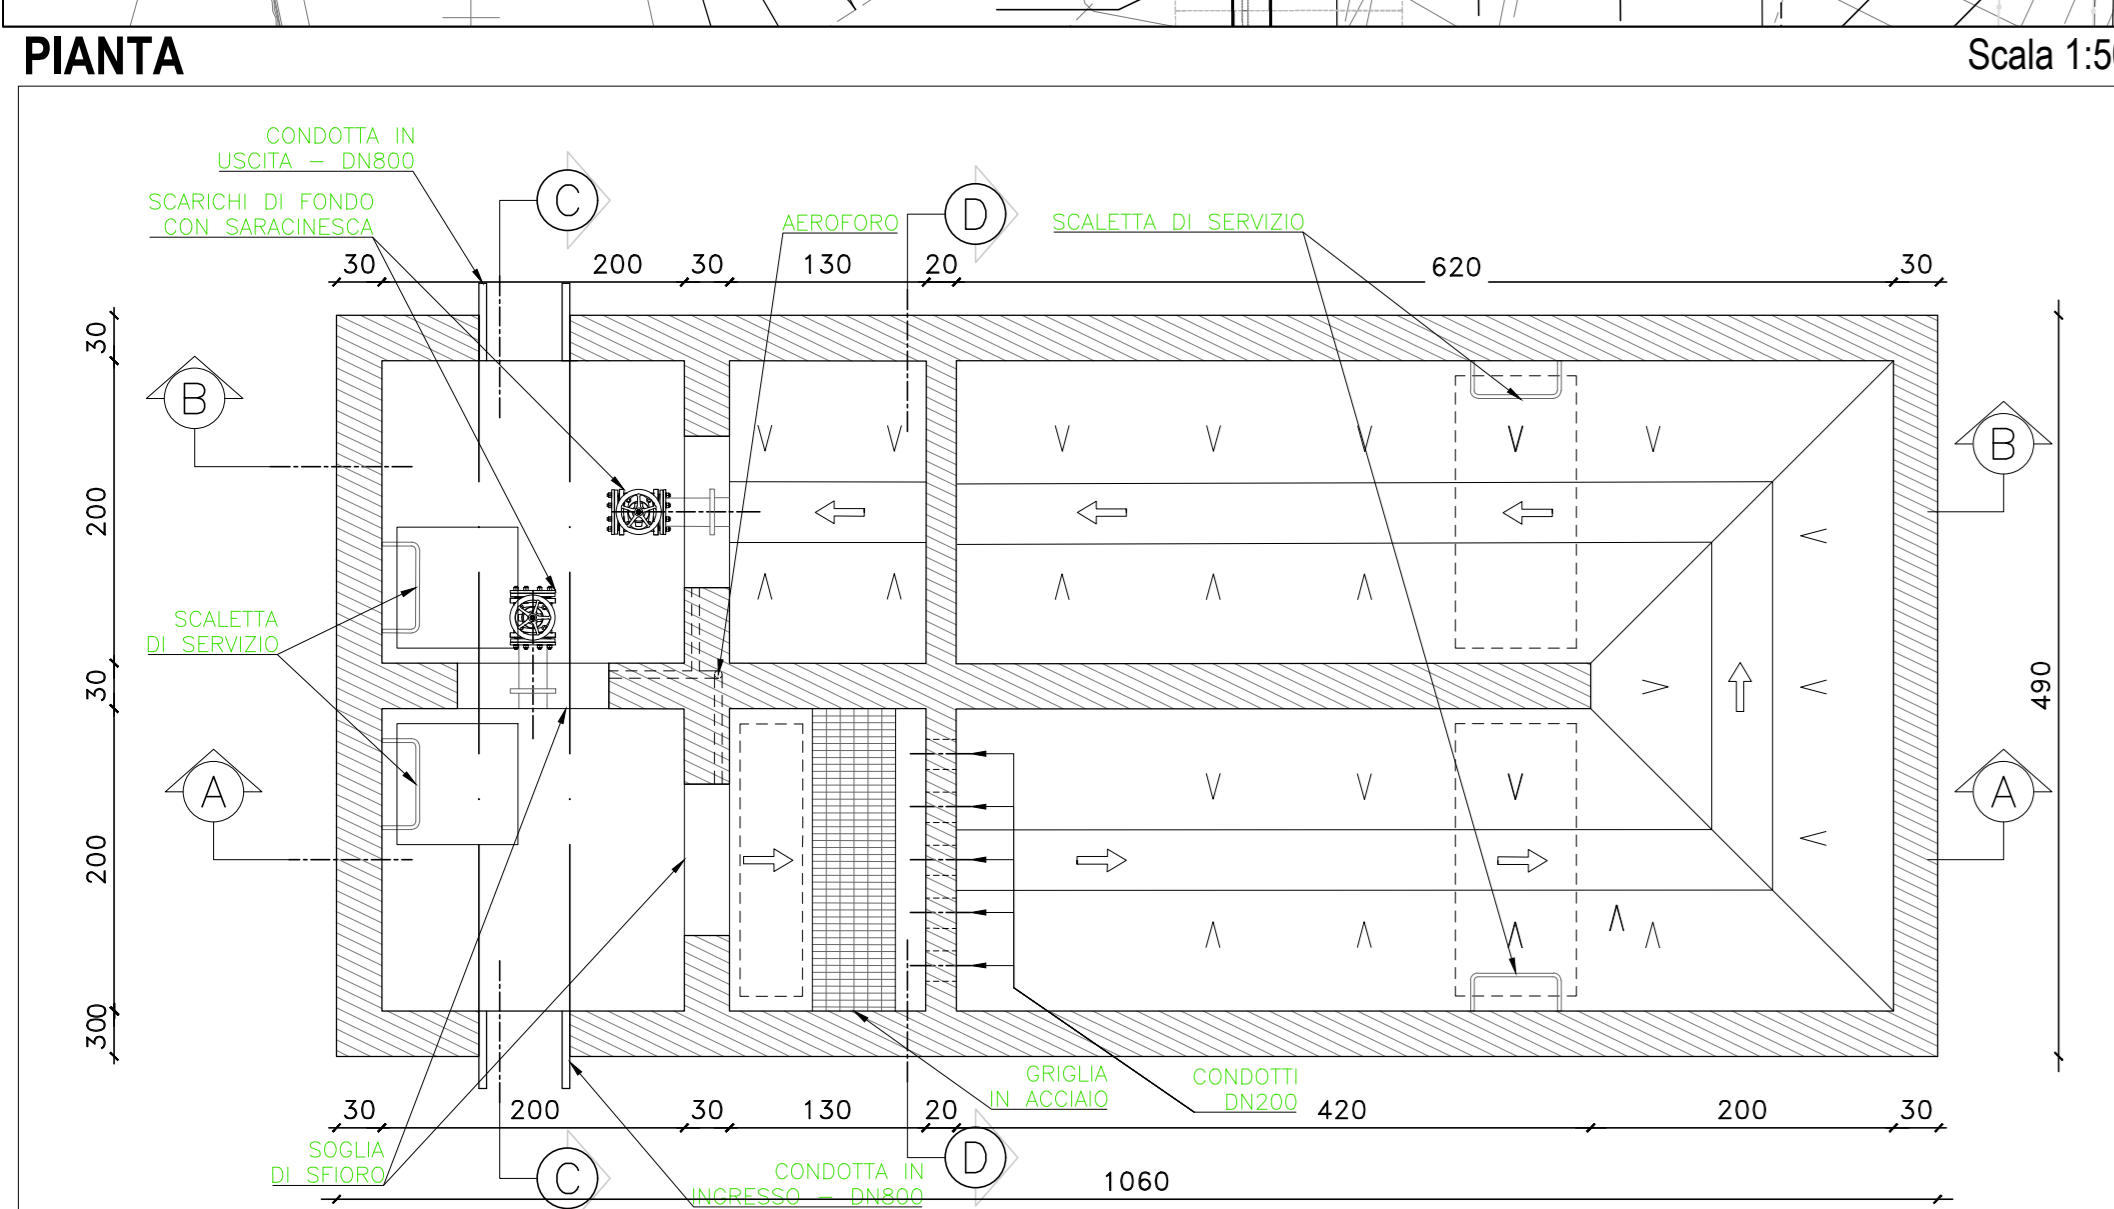 PIANTA
Scala 1:5
CONDOTTA IN
USCITA – DN800
SCARICHI DI FONDO
CON SARACINESCA
C
AEROFORO
D
SCALETTA DI SERVIZIO
30 200 30 130 20 620 30
30
B
B
200
SCALETTA
DI SERVIZIO
30
490
A
A
200
300
GRIGLIA
IN ACCIAIO
CONDOTTI
DN200
30 200 30 130 20 420 200 30
SOGLIA
DI SFIORO
C
CONDOTTA IN
INGRESSO – DN800
D
1060